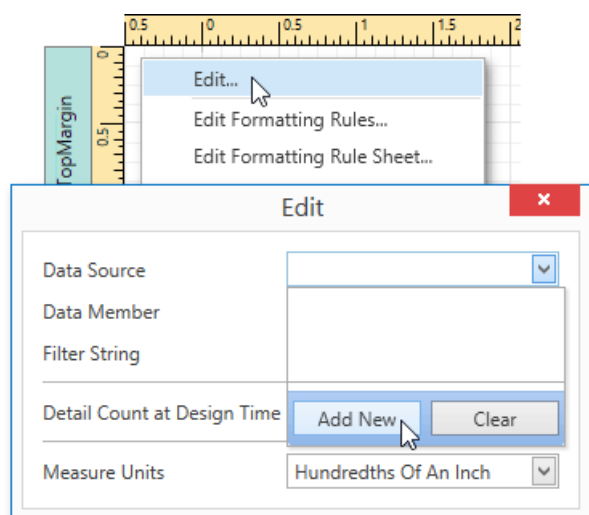 0.5 0 0.5 1 1.5 2
0
TopMargin
0.5
Edit...
Edit Formatting Rules...
Edit Formatting Rule Sheet...
Edit
Data Source
Data Member
Filter String
Detail Count at Design Time
Add New
Clear
Measure Units
Hundredths Of An Inch